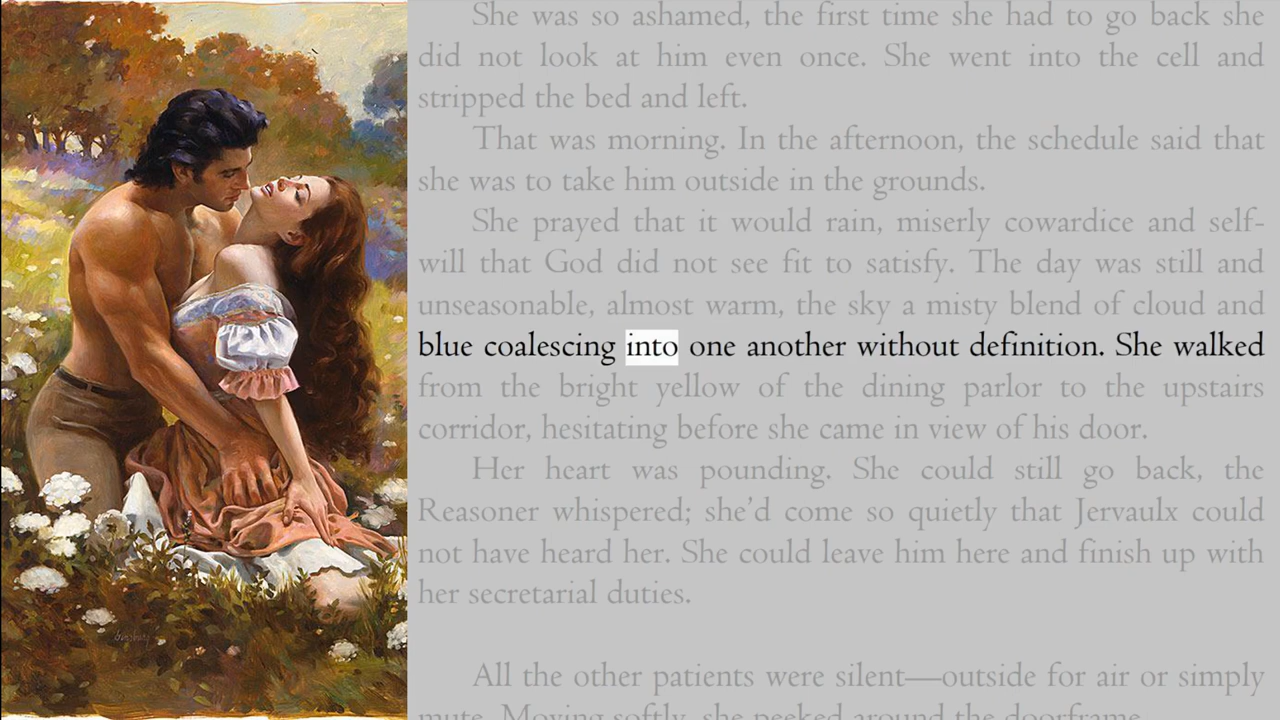 She was so ashamed, the first time she had to go back she
did not look at him even once. She went into the cell and
stripped the bed and left.
That was morning. In the afternoon, the schedule said that
she was to take him outside in the grounds.
She prayed that it would rain, miserly cowardice and self-
will that God did not see fit to satisfy. The day was still and
unseasonable, almost warm, the sky a misty blend of cloud and
blue coalescing into one another without definition. She walked
from the bright yellow of the dining parlor to the upstairs
corridor, hesitating before she came in view of his door.
Her heart was pounding. She could still go back, the
Reasoner whispered; she’d come so quietly that Jervaulx could
not have heard her. She could leave him here and finish up with
her secretarial duties.
All the other patients were silent—outside for air or simply
mute. Moving softly, she peeked around the doorframe.